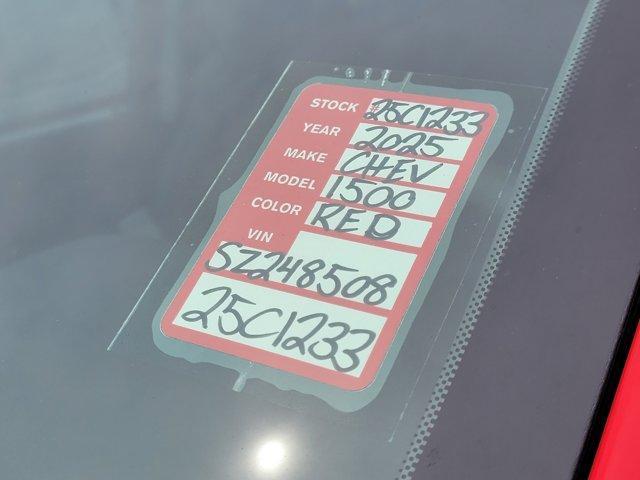 STOCK 25C1233
YEAR 2025
MAKE CHEV
MODEL 1500
COLOR RED
VIN
SZ248508
25C1233